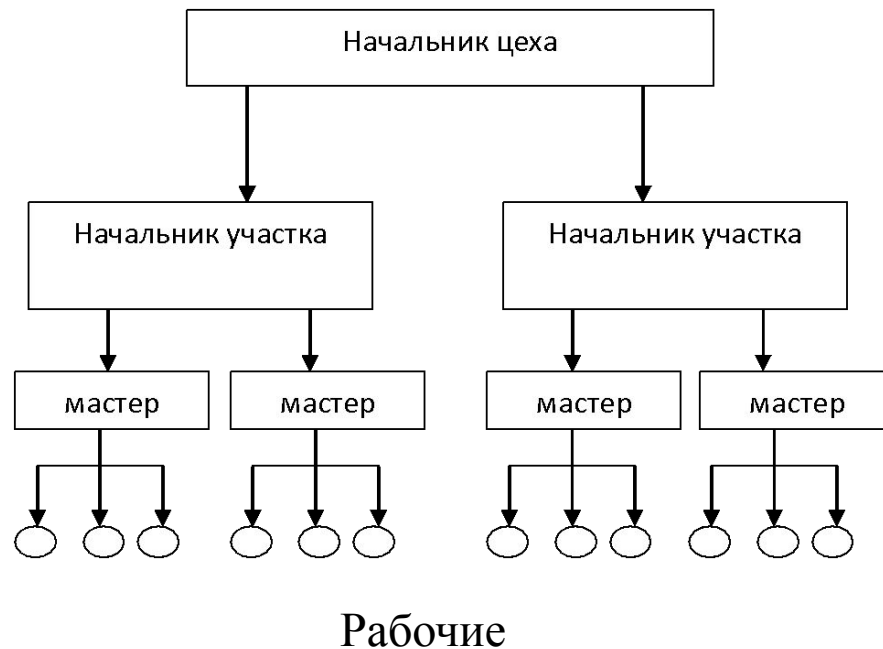 Начальник цеха
Начальник участка
Начальник участка
мастер
мастер
мастер
мастер
Рабочие